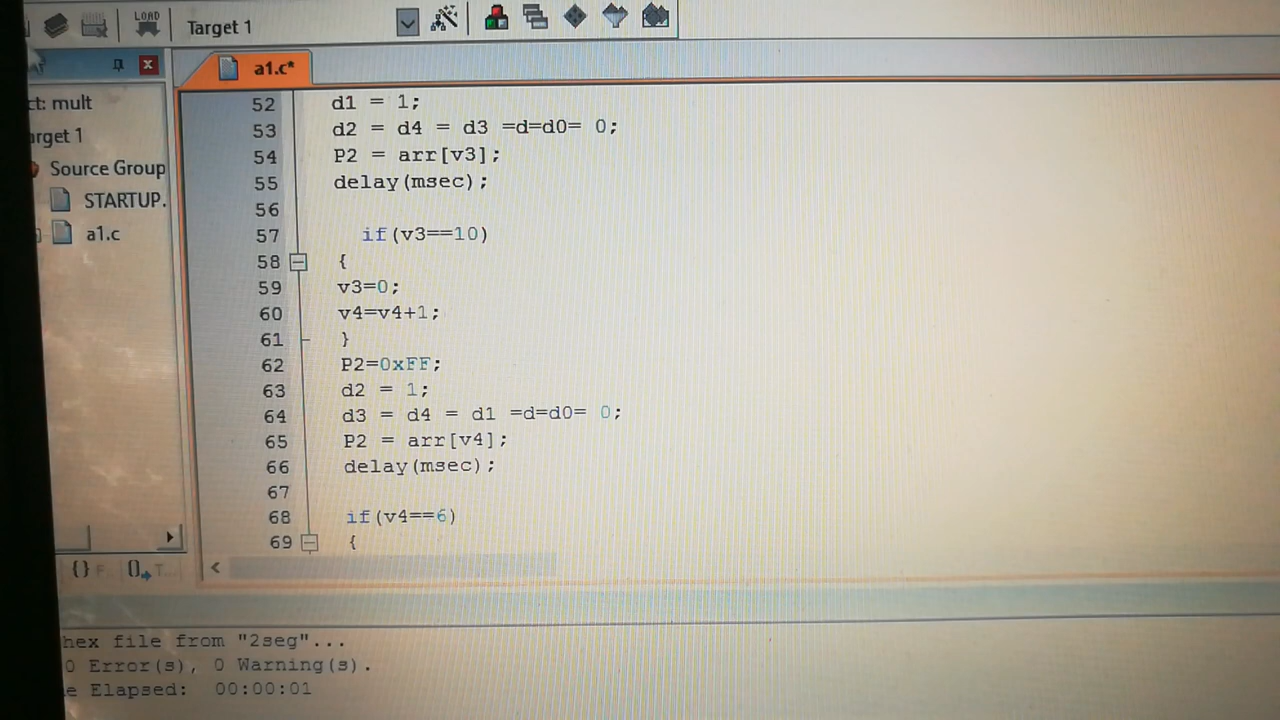 LOAD
Target 1
a1.c*
ct: mult
arget 1
Source Group
STARTUP.
a1.c
52 d1 = 1;
53 d2 = d4 = d3 =d=d0= 0;
54 P2 = arr[v3];
55 delay(msec);
56
57 if(v3==10)
58 {
59 v3=0;
60 v4=v4+1;
61 }
62 P2=0xFF;
63 d2 = 1;
64 d3 = d4 = d1 =d=d0= 0;
65 P2 = arr[v4];
66 delay(msec);
67
68 if(v4==6)
69 {
{} F... 0 T...
hex file from "2seg"...
0 Error(s), 0 Warning(s).
e Elapsed: 00:00:01